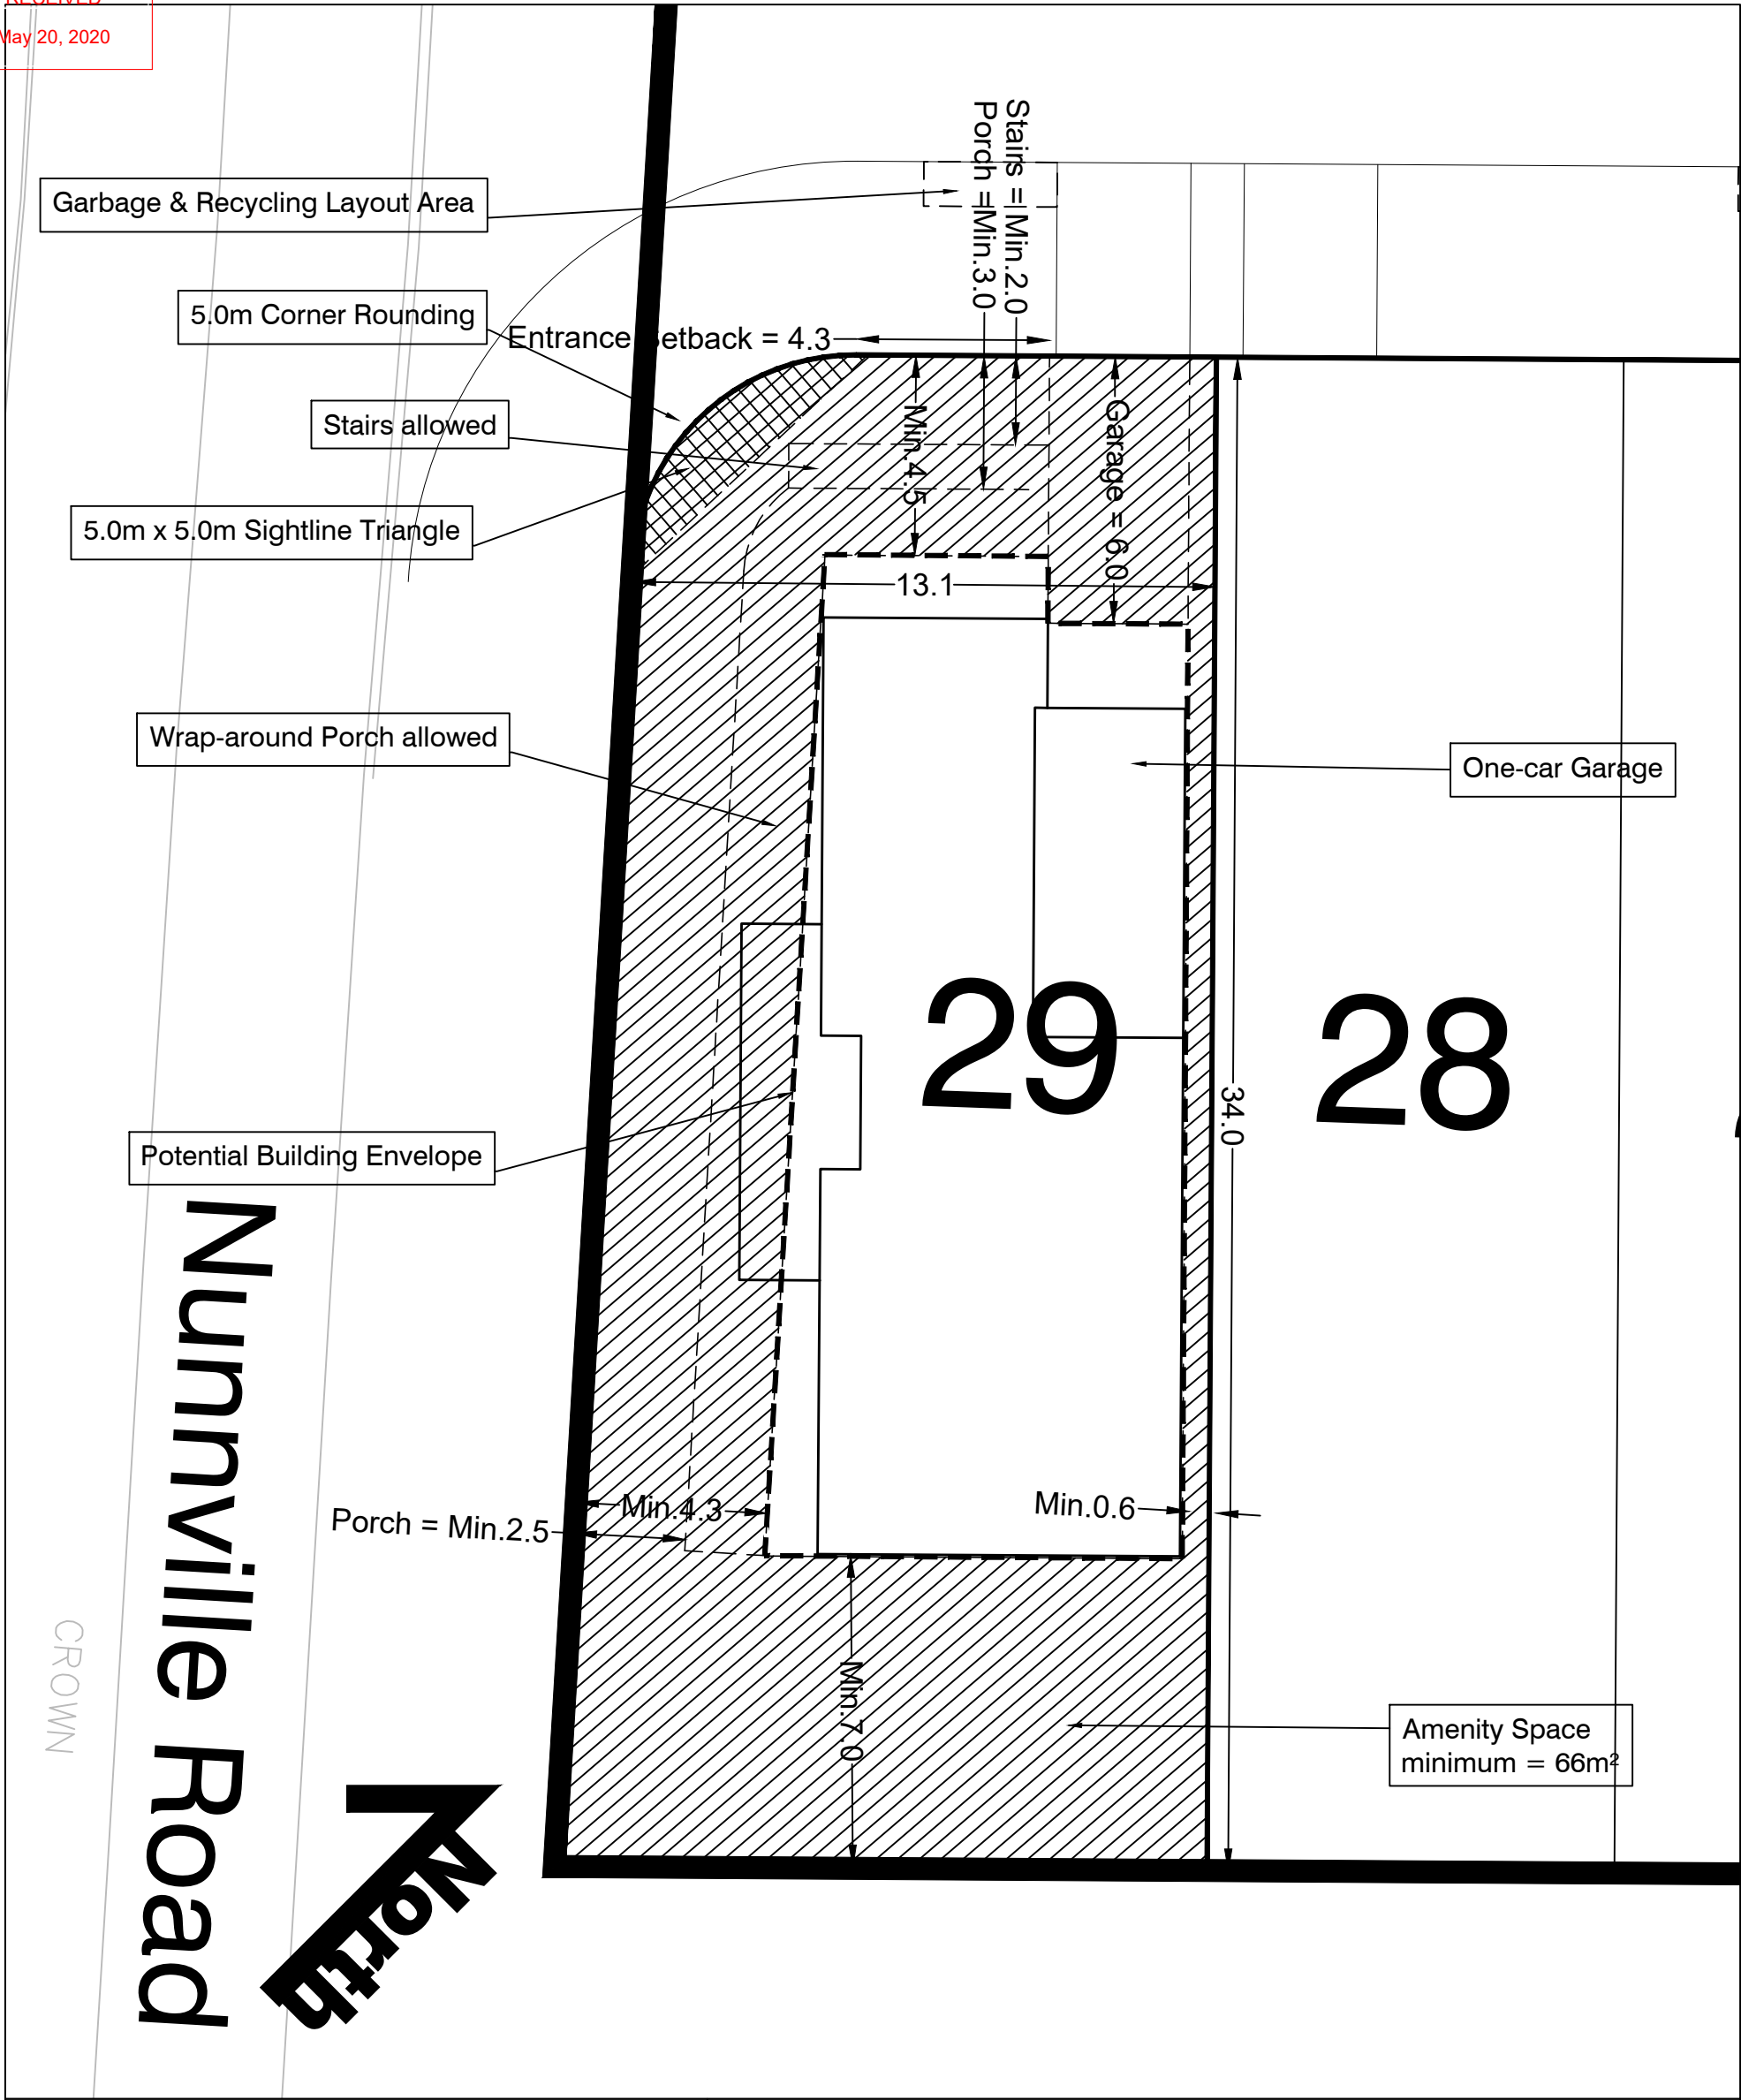 RECEIVED
May 20, 2020
Stairs = Min.2.0
Porch = Min.3.0
Garbage & Recycling Layout Area
5.0m Corner Rounding
Entrance Setback = 4.3
Stairs allowed
Min.4.5
Garage = 6.0
5.0m x 5.0m Sightline Triangle
13.1
Wrap-around Porch allowed
One-car Garage
29
28
34.0
Potential Building Envelope
Nunnville Road
Min.4.3
Min.0.6
Porch = Min.2.5
CROWN
Min.7.0
Amenity Space
minimum = 66m²
North